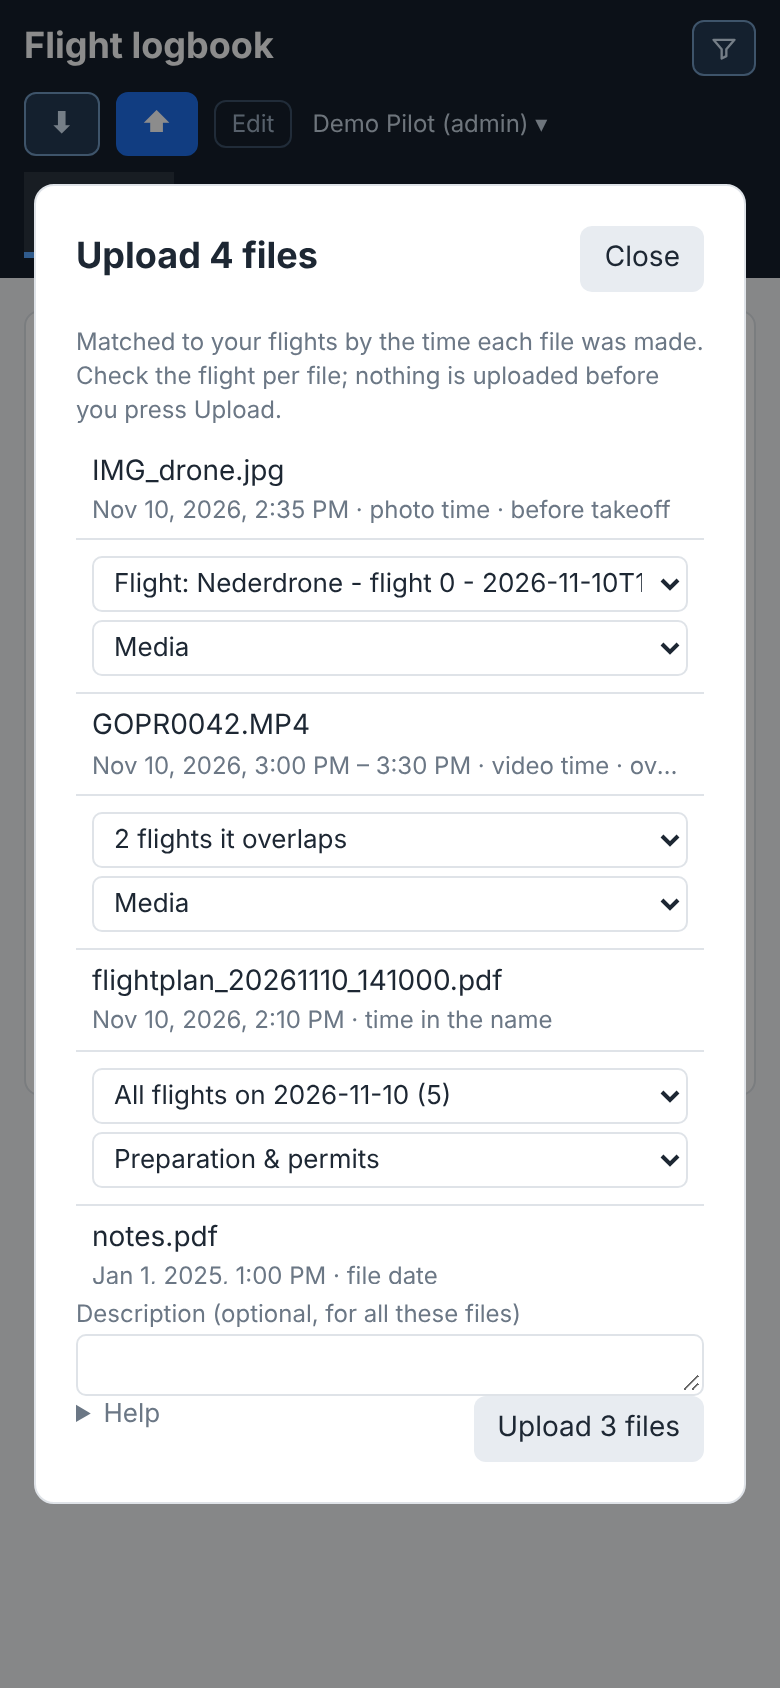 Flight logbook
Edit
Demo Pilot (admin) ▾
Upload 4 files
Close
Matched to your flights by the time each file was made.
Check the flight per file; nothing is uploaded before
you press Upload.
IMG_drone.jpg
Nov 10, 2026, 2:35 PM · photo time · before takeoff
Flight: Nederdrone - flight 0 - 2026-11-10T1
Media
GOPR0042.MP4
Nov 10, 2026, 3:00 PM – 3:30 PM · video time · ov...
2 flights it overlaps
Media
flightplan_20261110_141000.pdf
Nov 10, 2026, 2:10 PM · time in the name
All flights on 2026-11-10 (5)
Preparation & permits
notes.pdf
Jan 1, 2025, 1:00 PM · file date
Description (optional, for all these files)
Help
Upload 3 files